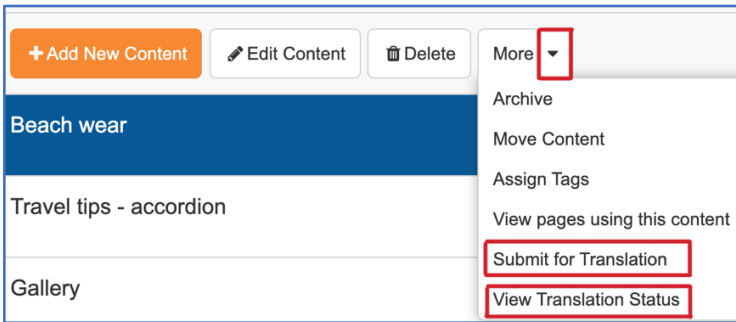 +Add New Content Edit Content Delete More
Archive
Beach wear
Move Content
Assign Tags
Travel tips - accordion
View pages using this content
Submit for Translation
Gallery
View Translation Status